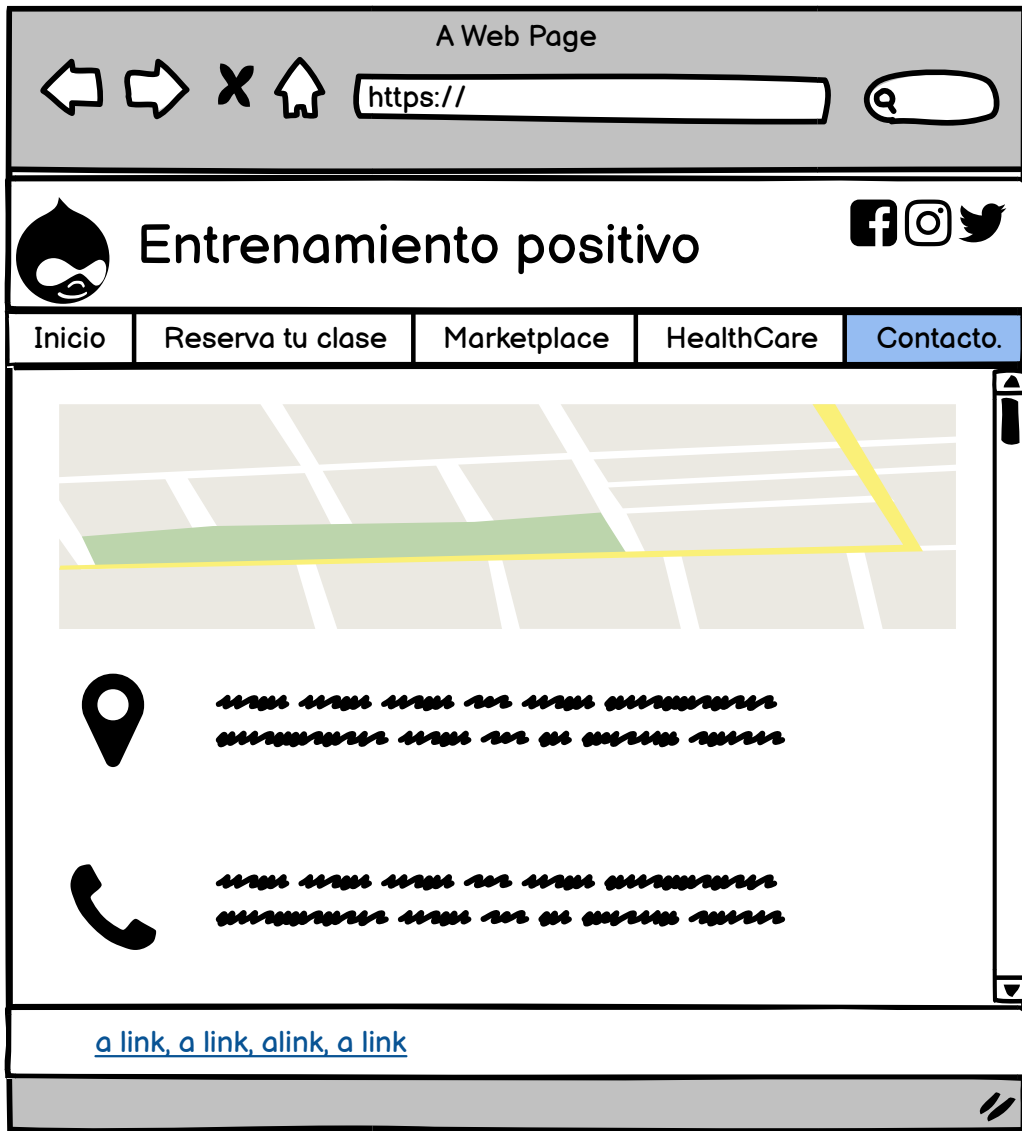 A Web Page
https://
Entrenamiento positivo
Inicio Reserva tu clase Marketplace HealthCare Contacto.
a link, a link, alink, a link